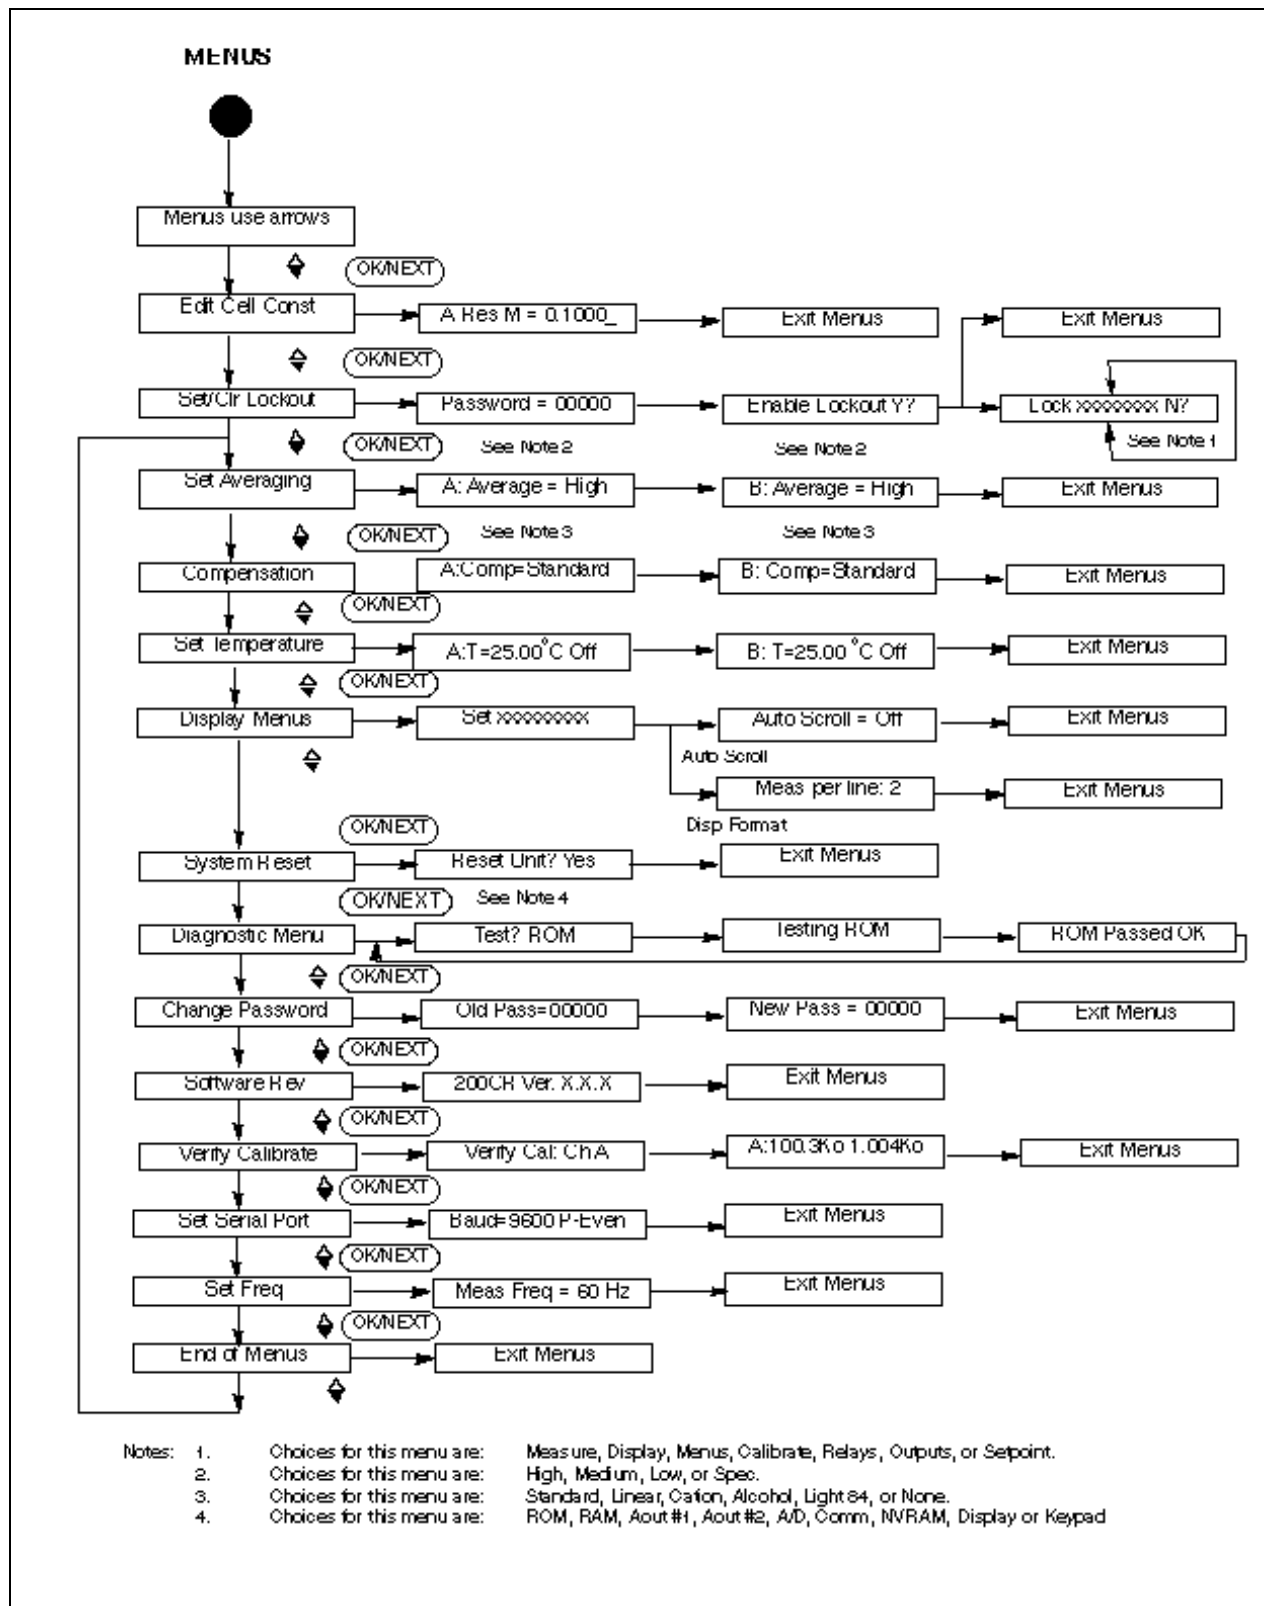 MENUS
Menus use arrows
OK/NEXT
Edit Cell Const
A Res M = 0.1000_
Exit Menus
Exit Menus
OK/NEXT
Set/Clr Lockout
Password = 00000
Enable Lockout Y?
Lock xxxxxxxx N?
OK/NEXT
See Note 2
See Note 2
See Note 1
Set Averaging
A: Average = High
B: Average = High
Exit Menus
OK/NEXT
See Note 3
See Note 3
Compensation
A:Comp=Standard
B: Comp=Standard
Exit Menus
OK/NEXT
Set Temperature
A:T=25.00°C Off
B: T=25.00 °C Off
Exit Menus
OK/NEXT
Display Menus
Set xxxxxxxxx
Auto Scroll = Off
Exit Menus
Auto Scroll
Meas per line: 2
Exit Menus
OK/NEXT
Disp Format
System Reset
Reset Unit? Yes
Exit Menus
OK/NEXT
See Note 4
Diagnostic Menu
Test? ROM
Testing ROM
ROM Passed OK
OK/NEXT
Change Password
Old Pass=00000
New Pass = 00000
Exit Menus
OK/NEXT
Software Rev
200CR Ver. X.X.X
Exit Menus
OK/NEXT
Verify Calibrate
Verify Cal: Ch A
A:100.3Ko 1.004Ko
Exit Menus
OK/NEXT
Set Serial Port
Baud=9600 P-Even
Exit Menus
OK/NEXT
Set Freq
Meas Freq = 60 Hz
Exit Menus
OK/NEXT
End of Menus
Exit Menus
Notes: 1. Choices for this menu are: Measure, Display, Menus, Calibrate, Relays, Outputs, or Setpoint.
2. Choices for this menu are: High, Medium, Low, or Spec.
3. Choices for this menu are: Standard, Linear, Cation, Alcohol, Light 84, or None.
4. Choices for this menu are: ROM, RAM, Aout #1, Aout #2, A/D, Comm, NVRAM, Display or Keypad